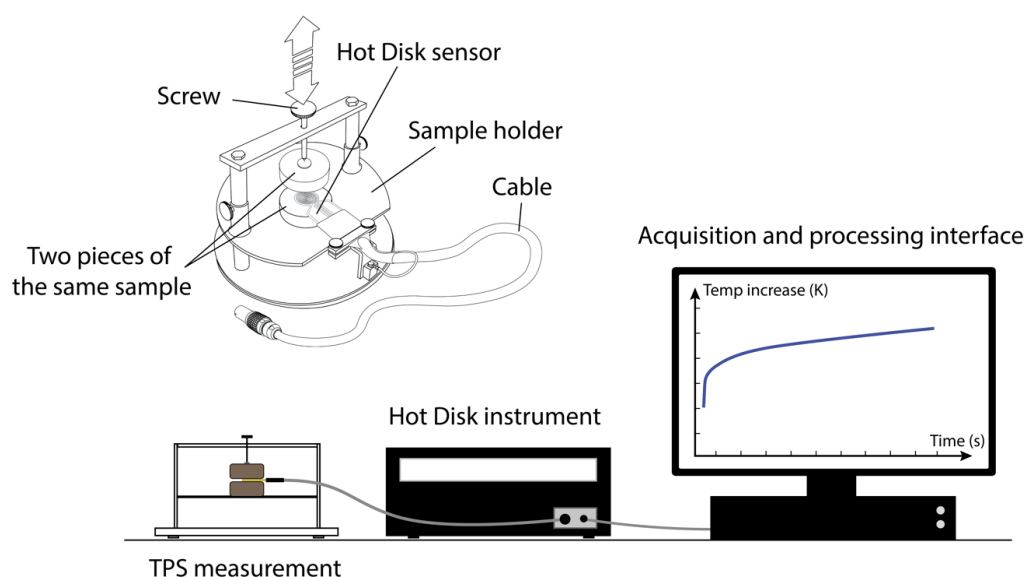 Hot Disk sensor
Screw
Sample holder
Cable
Two pieces of
the same sample
Acquisition and processing interface
Temp increase (K)
Time (s)
Hot Disk instrument
TPS measurement